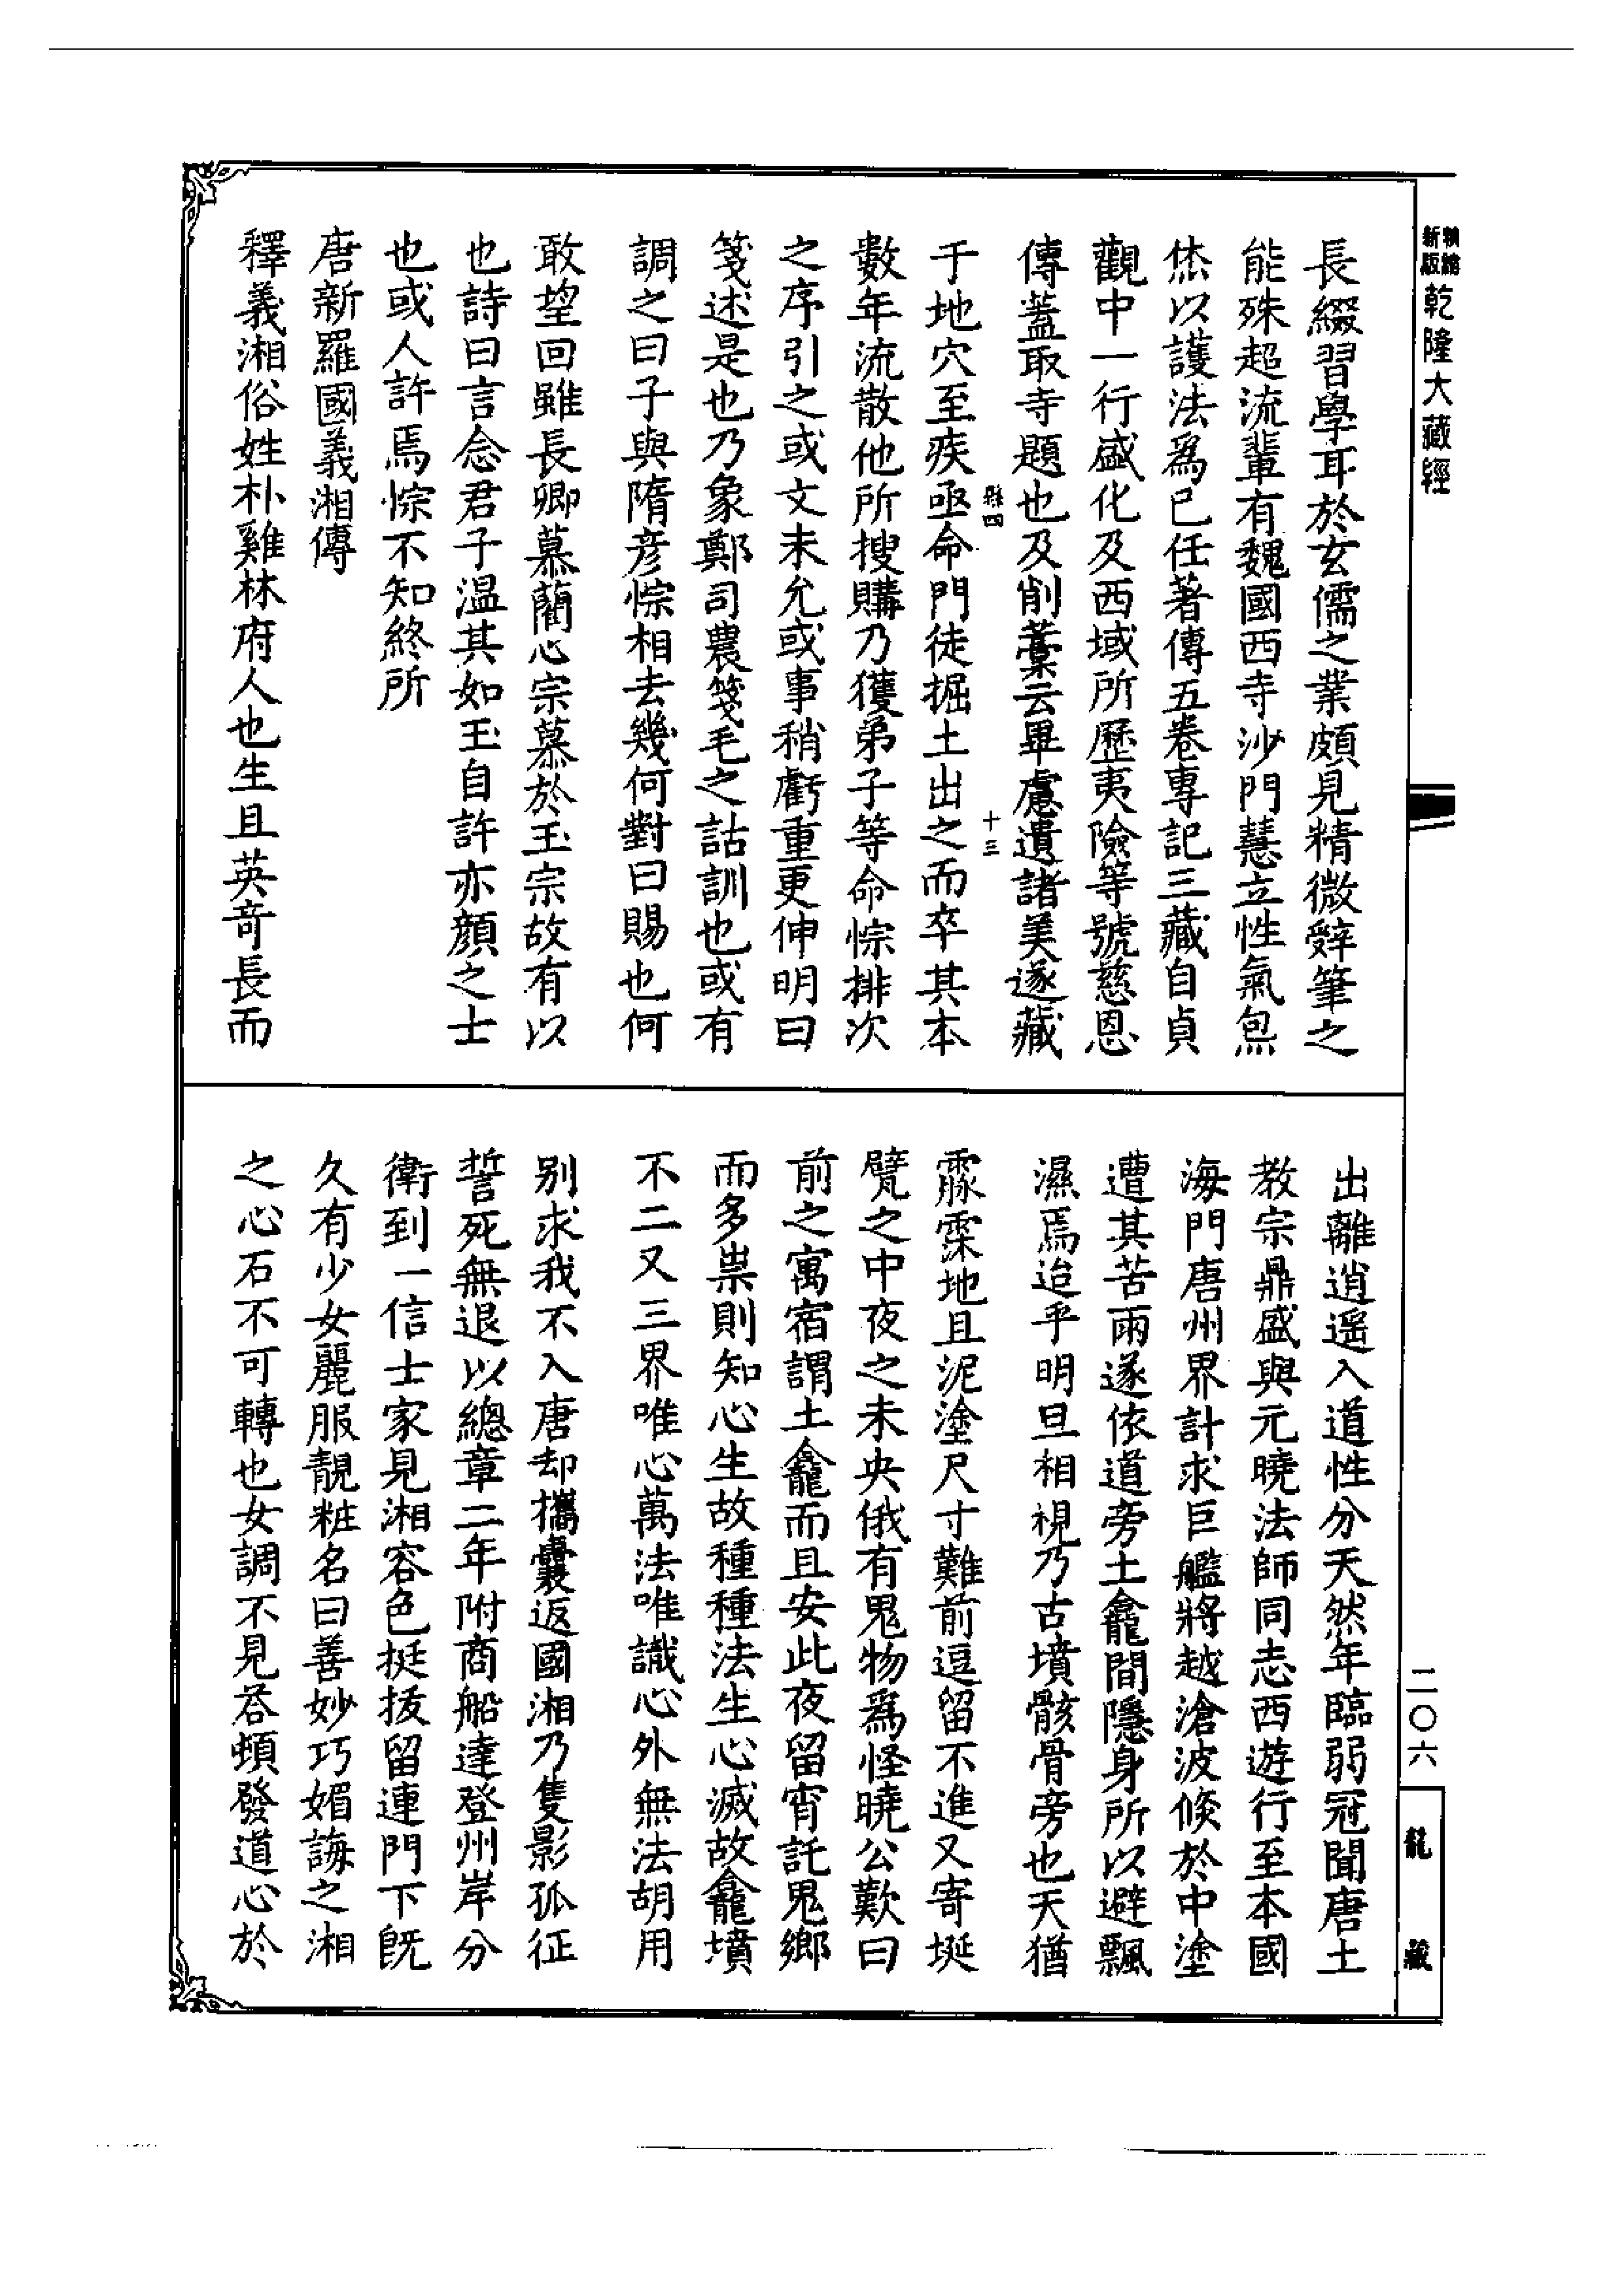 精縮新版 乾隆大藏經
長綴習學耳於玄儒之業頗見精微辤筆之
能殊超流輩有魏國西寺沙門慧立性氣炰
烋以護法爲已任著傳五卷專記三藏自貞
觀中一行盛化及西域所歷夷險等號慈恩
傳蓋取寺題也及削藁云畢慮遺諸美遂藏
縣四 十三
于地穴至疾亟命門徒掘土出之而卒其本
數年流散他所搜購乃獲弟子等命悰排次
之序引之或文未允或事稍虧重更伸明曰
箋述是也乃象鄭司農箋毛之詁訓也或有
調之曰子與隋彥悰相去幾何對曰賜也何
敢望回雖長卿慕藺心宗慕於玉宗故有以
也詩曰言念君子温其如玉自許亦顏之士
也或人許焉悰不知終所
唐新羅國義湘傳
釋義湘俗姓朴雞林府人也生且英奇長而
出離逍遥入道性分天然年臨弱冠聞唐土
教宗鼎盛與元曉法師同志西遊行至本國
海門唐州界計求巨艦將越滄波倐於中塗
遭其苦雨遂依道旁土龕間隱身所以避飄
濕焉迨乎明旦相視乃古墳骸骨旁也天猶
霡霂地且泥塗尺寸難前逗留不進又寄埏
甓之中夜之未央俄有鬼物爲怪曉公歎曰
前之寓宿謂土龕而且安此夜留宵託鬼鄉
而多祟則知心生故種種法生心滅故龕墳
不二又三界唯心萬法唯識心外無法胡用
别求我不入唐却攜囊返國湘乃隻影孤征
誓死無退以總章二年附商船達登州岸分
衛到一信士家見湘容色挺拔留連門下旣
久有少女麗服靚粧名曰善妙巧媚誨之湘
之心石不可轉也女調不見荅頓發道心於
二〇六
龍藏